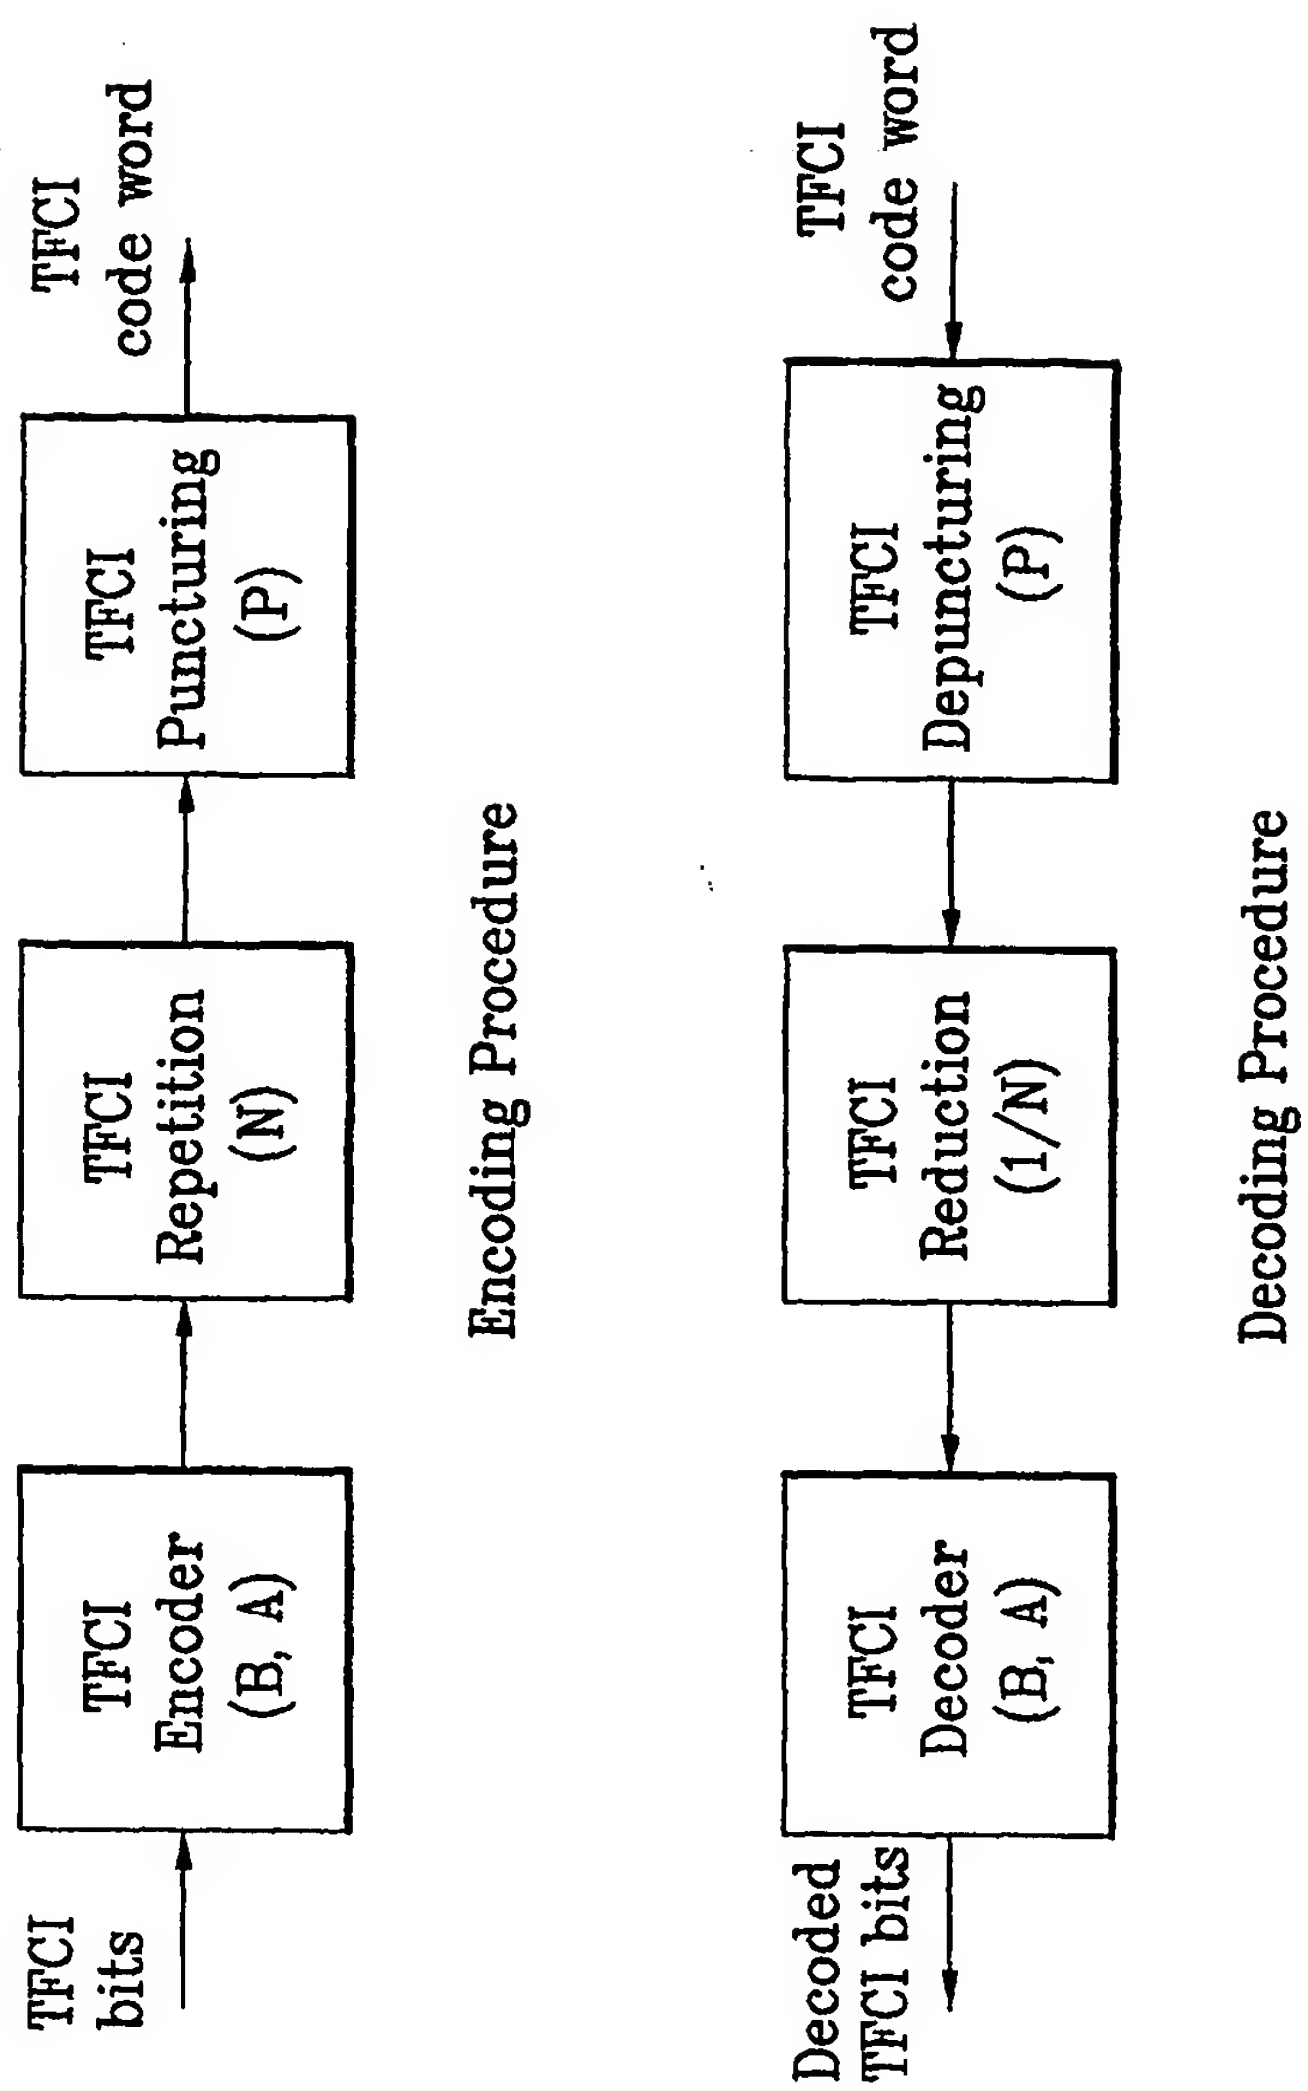 TFCI
bits
TFCI
Encoder
(B, A)
TFCI
Repetition
(N)
TFCI
Puncturing
(P)
TFCI
code word
Encoding Procedure
Decoded
TFCI bits
TFCI
Decoder
(B, A)
TFCI
Reduction
(1/N)
TFCI
Depuncturing
(P)
TFCI
code word
Decoding Procedure